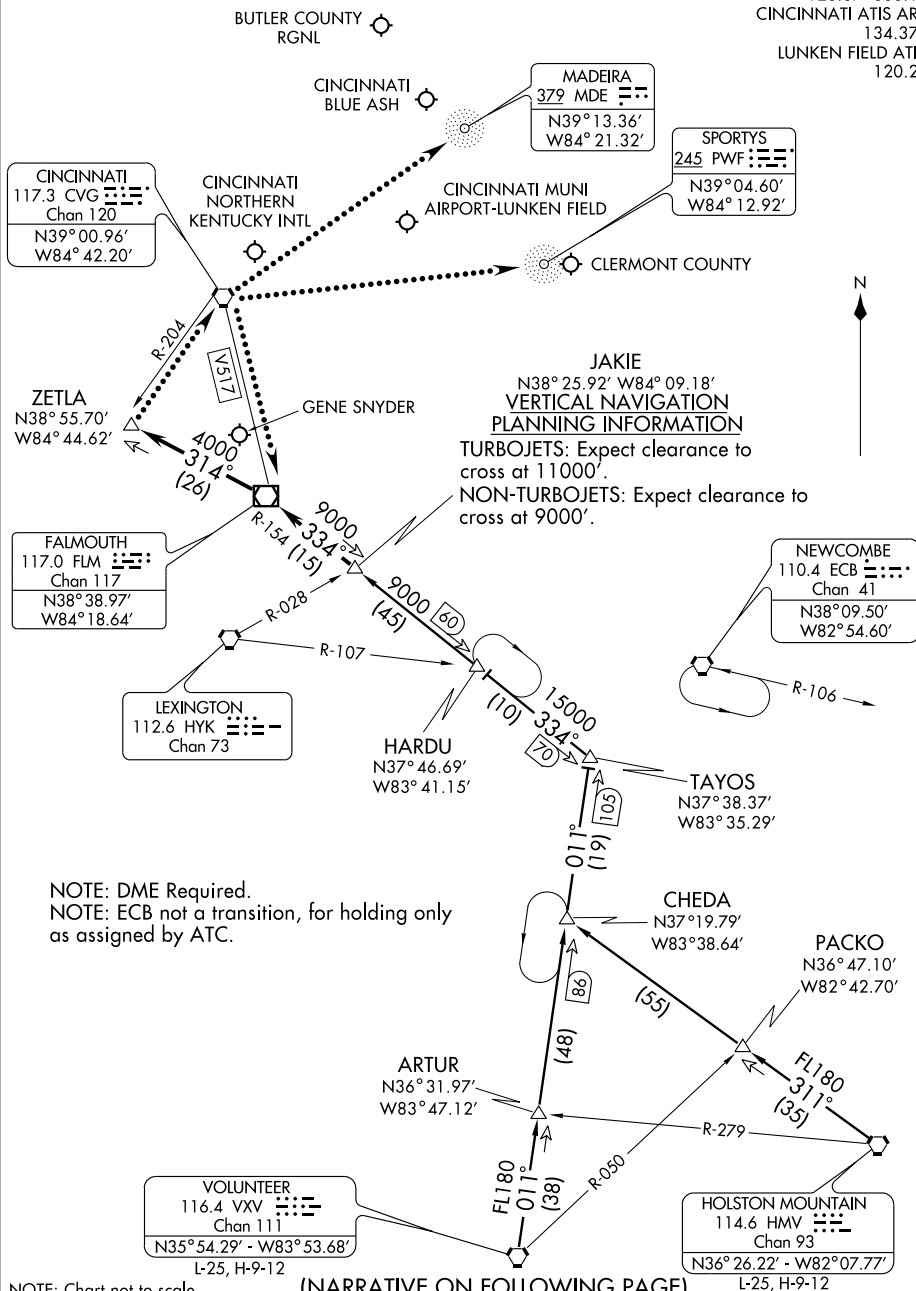 BUTLER COUNTY
RGNL
CINCINNATI ATIS AR
134.37
LUNKEN FIELD ATI
120.2
CINCINNATI
BLUE ASH
MADEIRA
379 MDE
N39°13.36'
W84°21.32'
SPORTYS
245 PWF
N39°04.60'
W84°12.92'
CINCINNATI
117.3 CVG
Chan 120
N39°00.96'
W84°42.20'
CINCINNATI
NORTHERN
KENTUCKY INTL
CINCINNATI MUNI
AIRPORT-LUNKEN FIELD
CLERMONT COUNTY
N
R-204
V517
ZETLA
N38°55.70'
W84°44.62'
GENE SNYDER
4000
314°
(26)
JAKIE
N38°25.92' W84°09.18'
VERTICAL NAVIGATION
PLANNING INFORMATION
TURBOJETS: Expect clearance to
cross at 11000'.
NON-TURBOJETS: Expect clearance to
cross at 9000'.
FALMOUTH
117.0 FLM
Chan 117
N38°38.97'
W84°18.64'
R-154
9000
334°
(15)
9000
(45)
60
R-028
R-107
LEXINGTON
112.6 HYK
Chan 73
NEWCOMBE
110.4 ECB
Chan 41
N38°09.50'
W82°54.60'
R-106
HARDU
N37°46.69'
W83°41.15'
15000
334°
(10)
70
TAYOS
N37°38.37'
W83°35.29'
105
011°
(19)
NOTE: DME Required.
NOTE: ECB not a transition, for holding only
as assigned by ATC.
CHEDA
N37°19.79'
W83°38.64'
86
(48)
(55)
PACKO
N36°47.10'
W82°42.70'
ARTUR
N36°31.97'
W83°47.12'
FL180
311°
(35)
R-279
R-050
FL180
011°
(38)
VOLUNTEER
116.4 VXV
Chan 111
N35°54.29' - W83°53.68'
L-25, H-9-12
HOLSTON MOUNTAIN
114.6 HMV
Chan 93
N36°26.22' - W82°07.77'
L-25, H-9-12
NOTE: Chart not to scale
(NARRATIVE ON FOLLOWING PAGE)